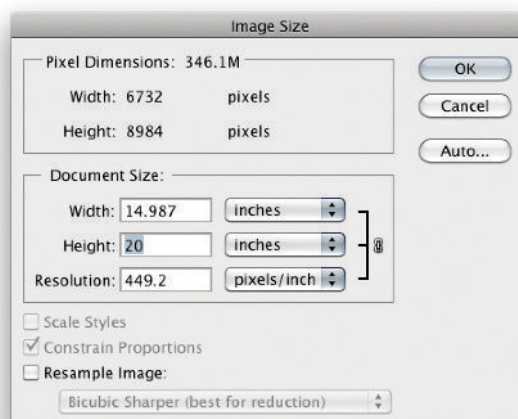 Image Size
Pixel Dimensions: 346.1M
Width: 6732 pixels
Height: 8984 pixels
Document Size:
Width: 14.987 inches
Height: 20 inches
Resolution: 449.2 pixels/inch
Scale Styles
Constrain Proportions
Resample Image:
Bicubic Sharper (best for reduction)
OK
Cancel
Auto...